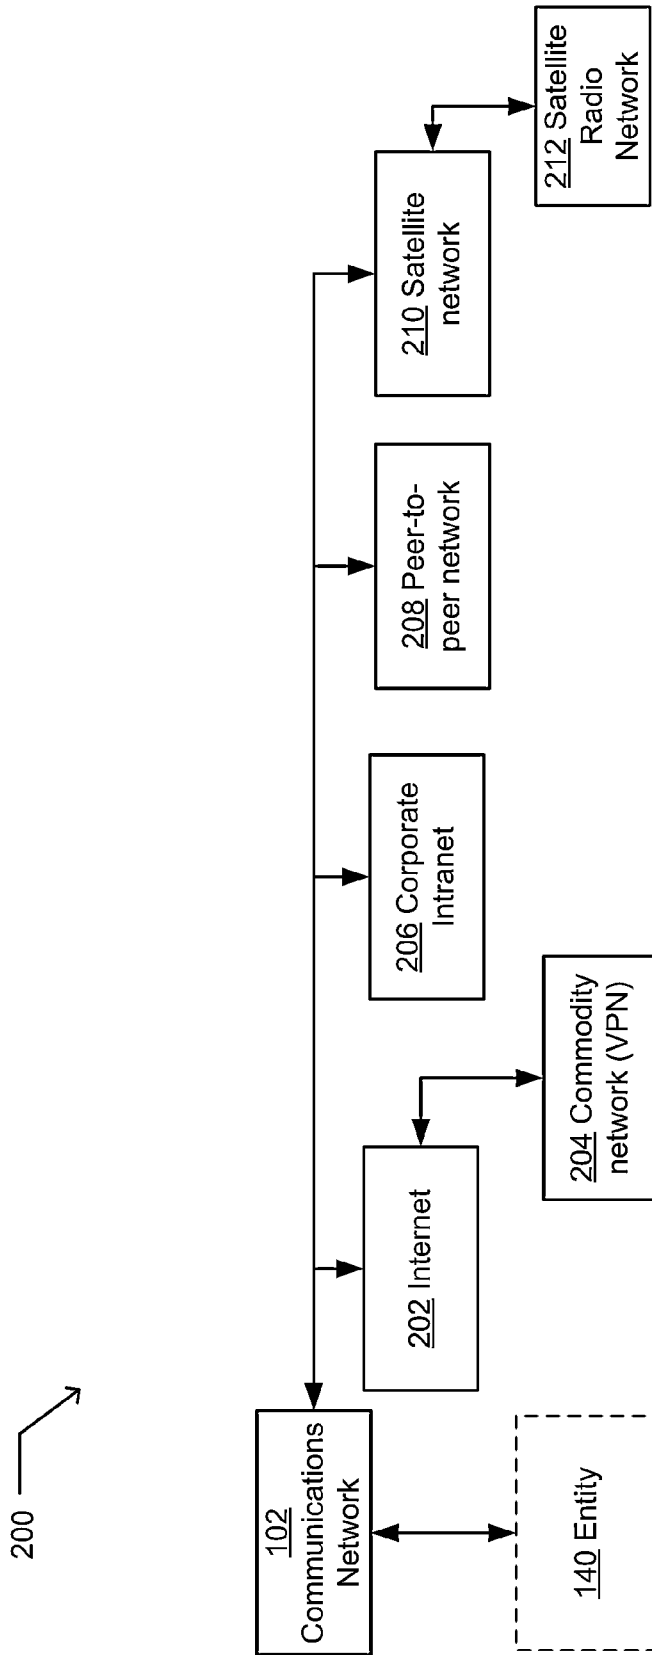 200
102
Communications
Network
140 Entity
202 Internet
204 Commodity
network (VPN)
206 Corporate
Intranet
208 Peer-to-
peer network
210 Satellite
network
212 Satellite
Radio
Network